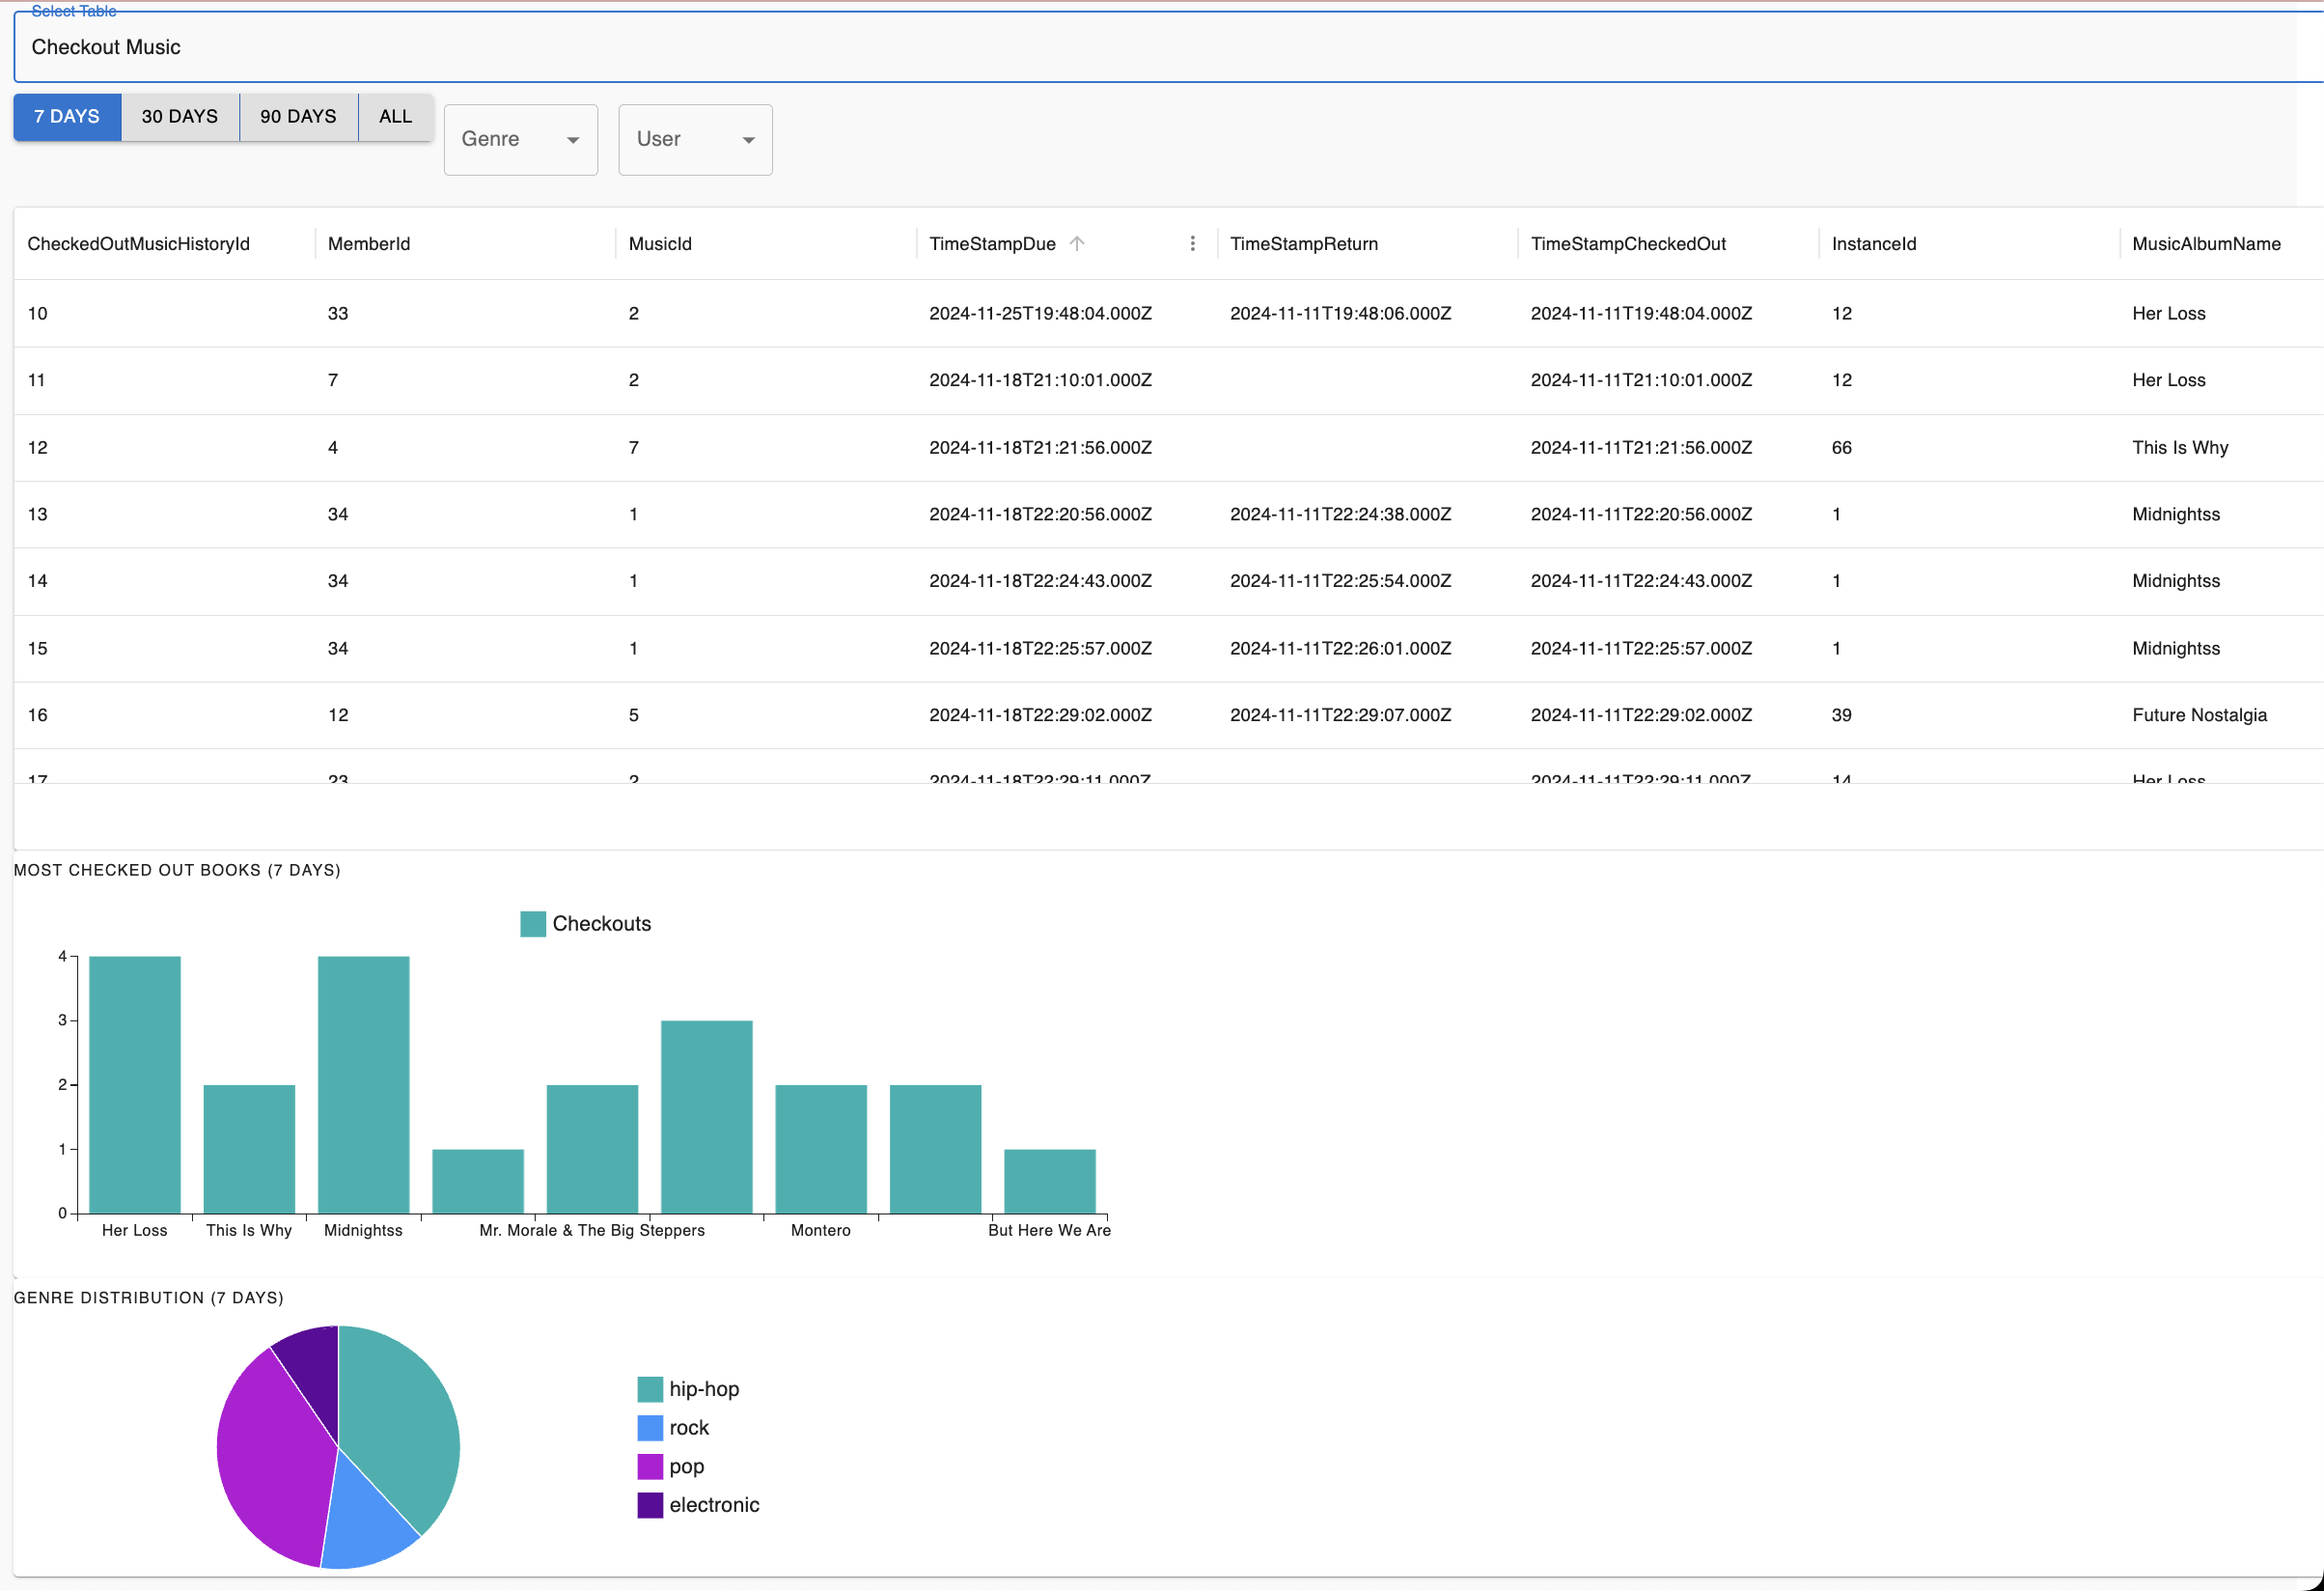 Select Table
Checkout Music
7 DAYS 30 DAYS 90 DAYS ALL Genre User
CheckedOutMusicHistoryId MemberId MusicId TimeStampDue TimeStampReturn TimeStampCheckedOut InstanceId MusicAlbumName
10 33 2 2024-11-25T19:48:04.000Z 2024-11-11T19:48:06.000Z 2024-11-11T19:48:04.000Z 12 Her Loss
11 7 2 2024-11-18T21:10:01.000Z 2024-11-11T21:10:01.000Z 12 Her Loss
12 4 7 2024-11-18T21:21:56.000Z 2024-11-11T21:21:56.000Z 66 This Is Why
13 34 1 2024-11-18T22:20:56.000Z 2024-11-11T22:24:38.000Z 2024-11-11T22:20:56.000Z 1 Midnightss
14 34 1 2024-11-18T22:24:43.000Z 2024-11-11T22:25:54.000Z 2024-11-11T22:24:43.000Z 1 Midnightss
15 34 1 2024-11-18T22:25:57.000Z 2024-11-11T22:26:01.000Z 2024-11-11T22:25:57.000Z 1 Midnightss
16 12 5 2024-11-18T22:29:02.000Z 2024-11-11T22:29:07.000Z 2024-11-11T22:29:02.000Z 39 Future Nostalgia
17 23 2 2024-11-18T22:29:11.000Z 2024-11-11T22:29:11.000Z 14 Her Loss
MOST CHECKED OUT BOOKS (7 DAYS)
Checkouts
4
3
2
1
0
Her Loss This Is Why Midnightss Mr. Morale & The Big Steppers Montero But Here We Are
GENRE DISTRIBUTION (7 DAYS)
hip-hop
rock
pop
electronic